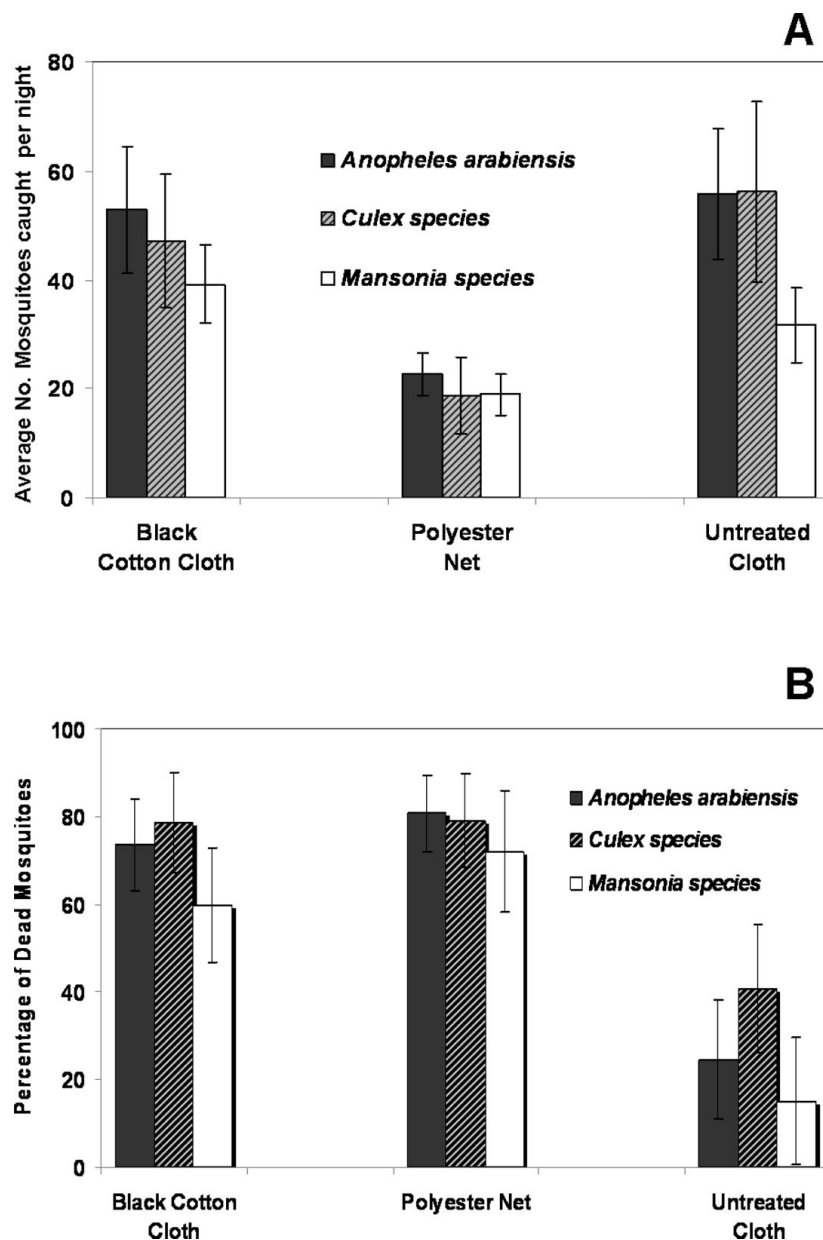 A
Average No. Mosquitoes caught per night
80
60
40
20
0
Anopheles arabiensis
Culex species
Mansonia species
Black
Cotton Cloth
Polyester
Net
Untreated
Cloth
B
Percentage of Dead Mosquitoes
100
80
60
40
20
0
Anopheles arabiensis
Culex species
Mansonia species
Black Cotton
Cloth
Polyester Net
Untreated
Cloth